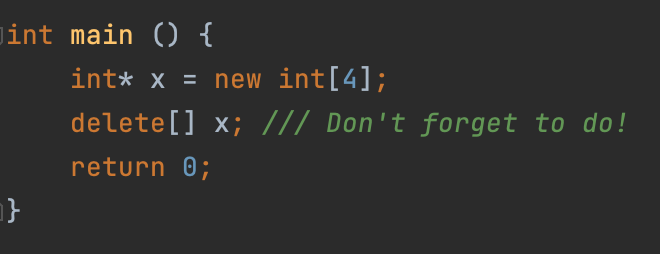 int main () {
    int* x = new int[4];
    delete[] x; /// Don't forget to do!
    return 0;
}